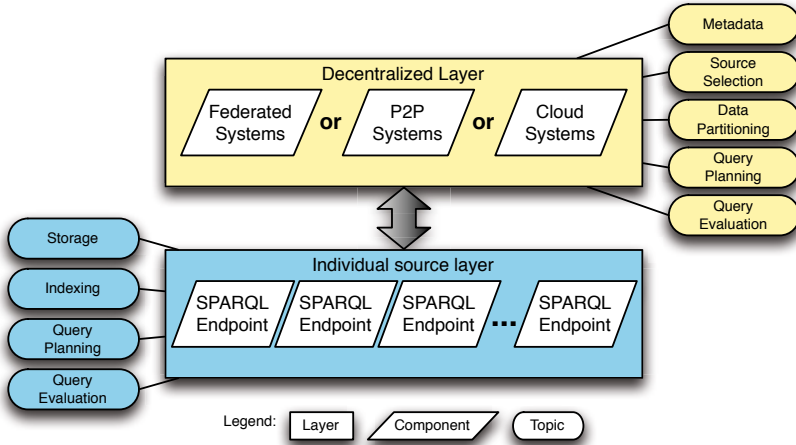 Metadata
Decentralized Layer
Source
Selection
Federated
Systems
or
P2P
Systems
or
Cloud
Systems
Data
Partitioning
Query
Planning
Query
Evaluation
Storage
Individual source layer
Indexing
SPARQL
Endpoint
SPARQL
Endpoint
SPARQL
Endpoint
...
SPARQL
Endpoint
Query
Planning
Query
Evaluation
Legend:
Layer
Component
Topic